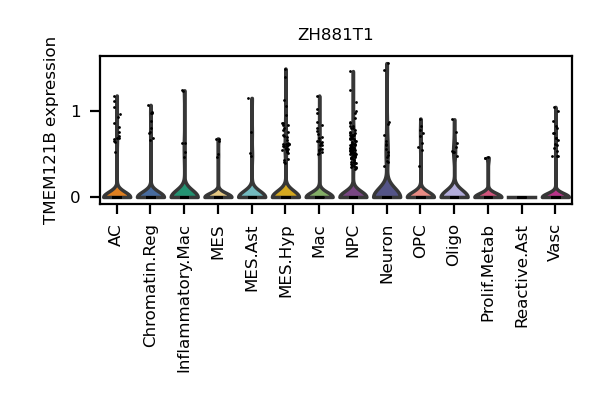 ZH881T1
TMEM121B expression
1
0
AC
Chromatin.Reg
Inflammatory.Mac
MES
MES.Ast
MES.Hyp
Mac
NPC
Neuron
OPC
Oligo
Prolif.Metab
Reactive.Ast
Vasc